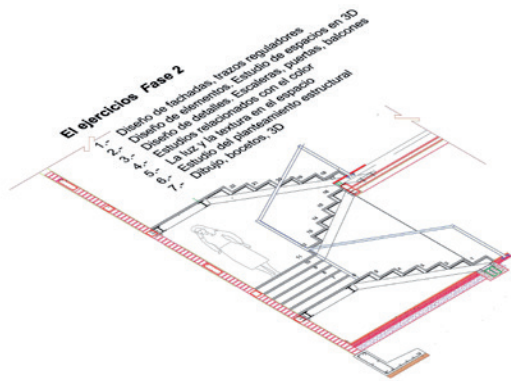 El ejercicios Fase 2
1.- Diseño de fachadas, trazos reguladores
2.- Diseño de elementos, Estudio de espacios en 3D
3.- Diseño de detalles. Escaleras, puertas, balcones
4.- Estudios relacionados con el color
5.- La luz y la textura en el espacio
6.- Estudio del planteamiento estructural
7.- Dibujo, bocetos, 3D